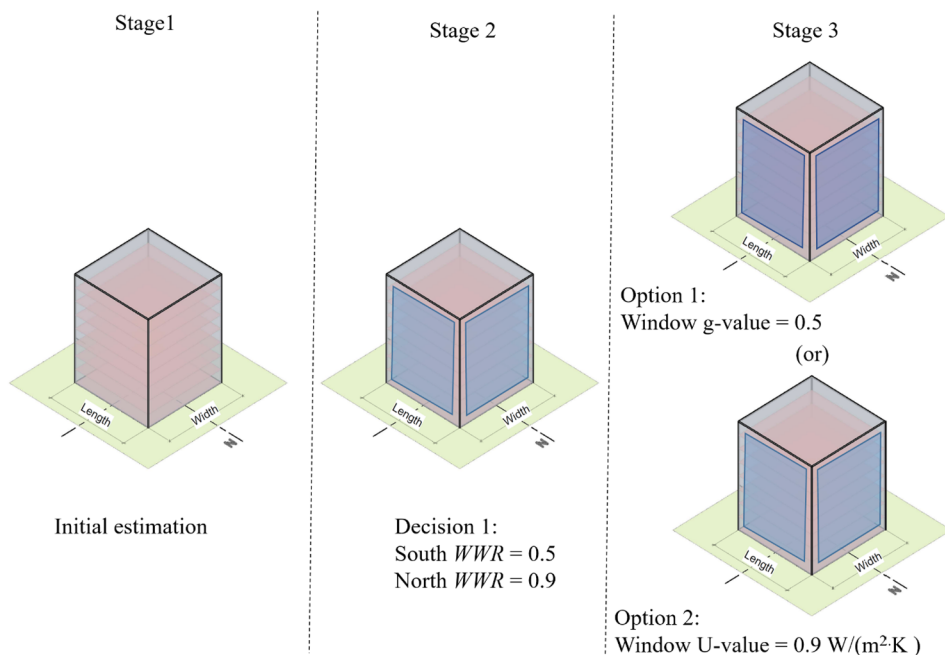 Stage1
Length
Width
N
Initial estimation
Stage 2
Length
Width
N
Decision 1:
South WWR = 0.5
North WWR = 0.9
Stage 3
Length
Width
N
Option 1:
Window g-value = 0.5
(or)
Length
Width
N
Option 2:
Window U-value = 0.9 W/(m²·K )